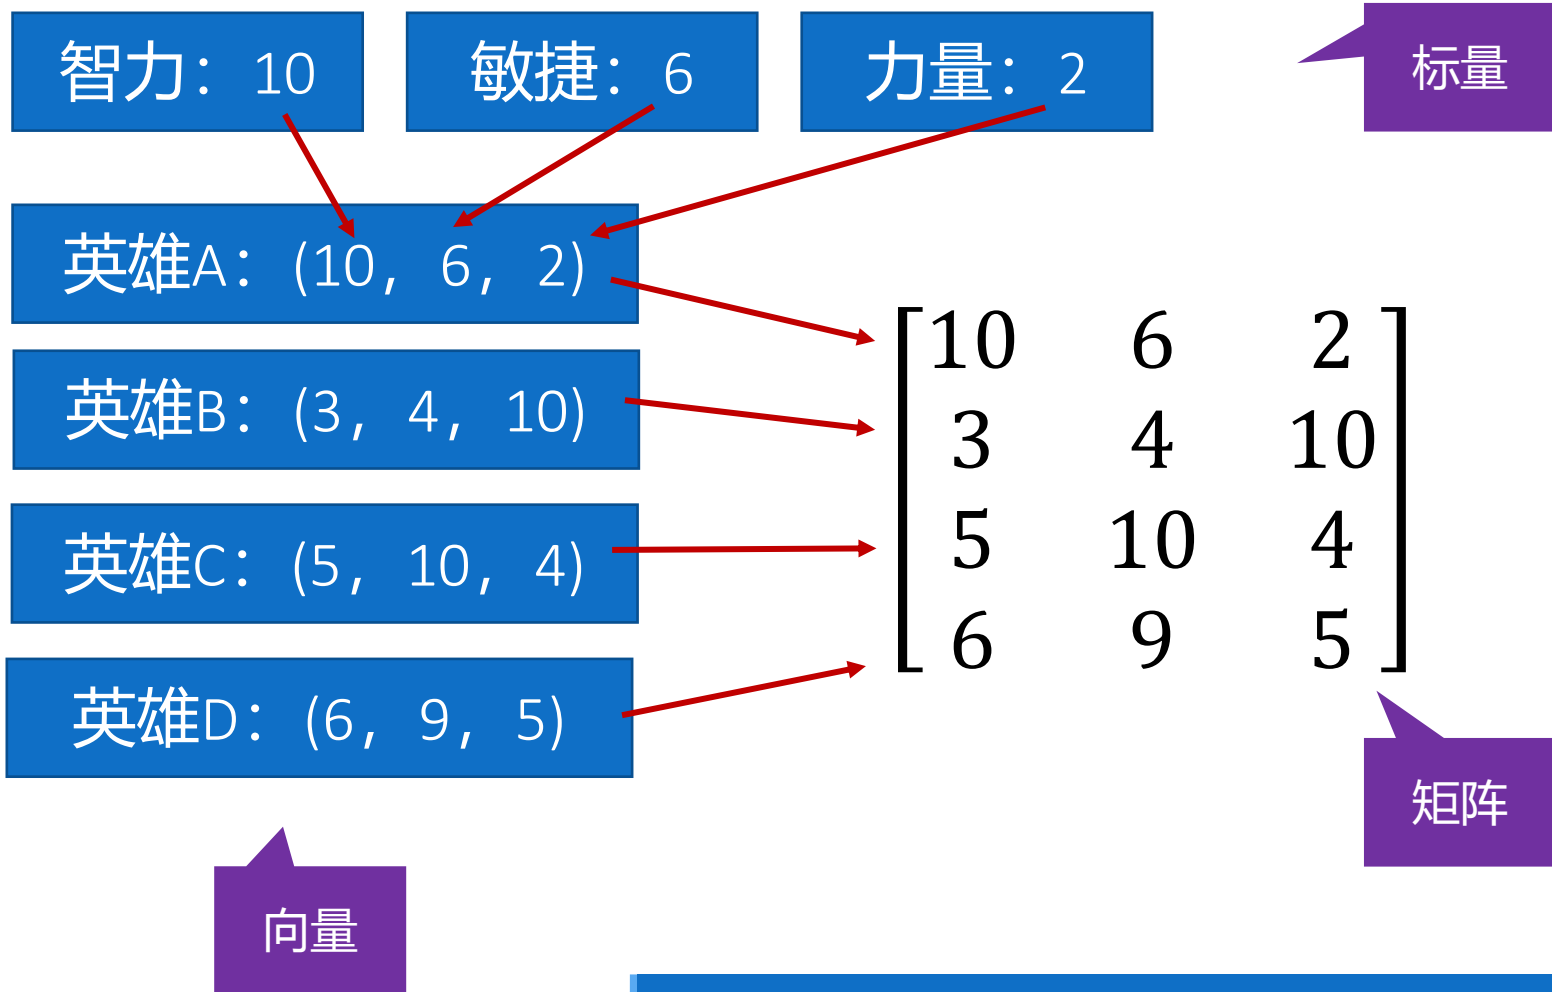 智力：10
敏捷：6
力量：2
标量
英雄A：(10，6，2)
英雄B：(3，4，10)
英雄C：(5，10，4)
英雄D：(6，9，5)
10 6 2
3 4 10
5 10 4
6 9 5
矩阵
向量